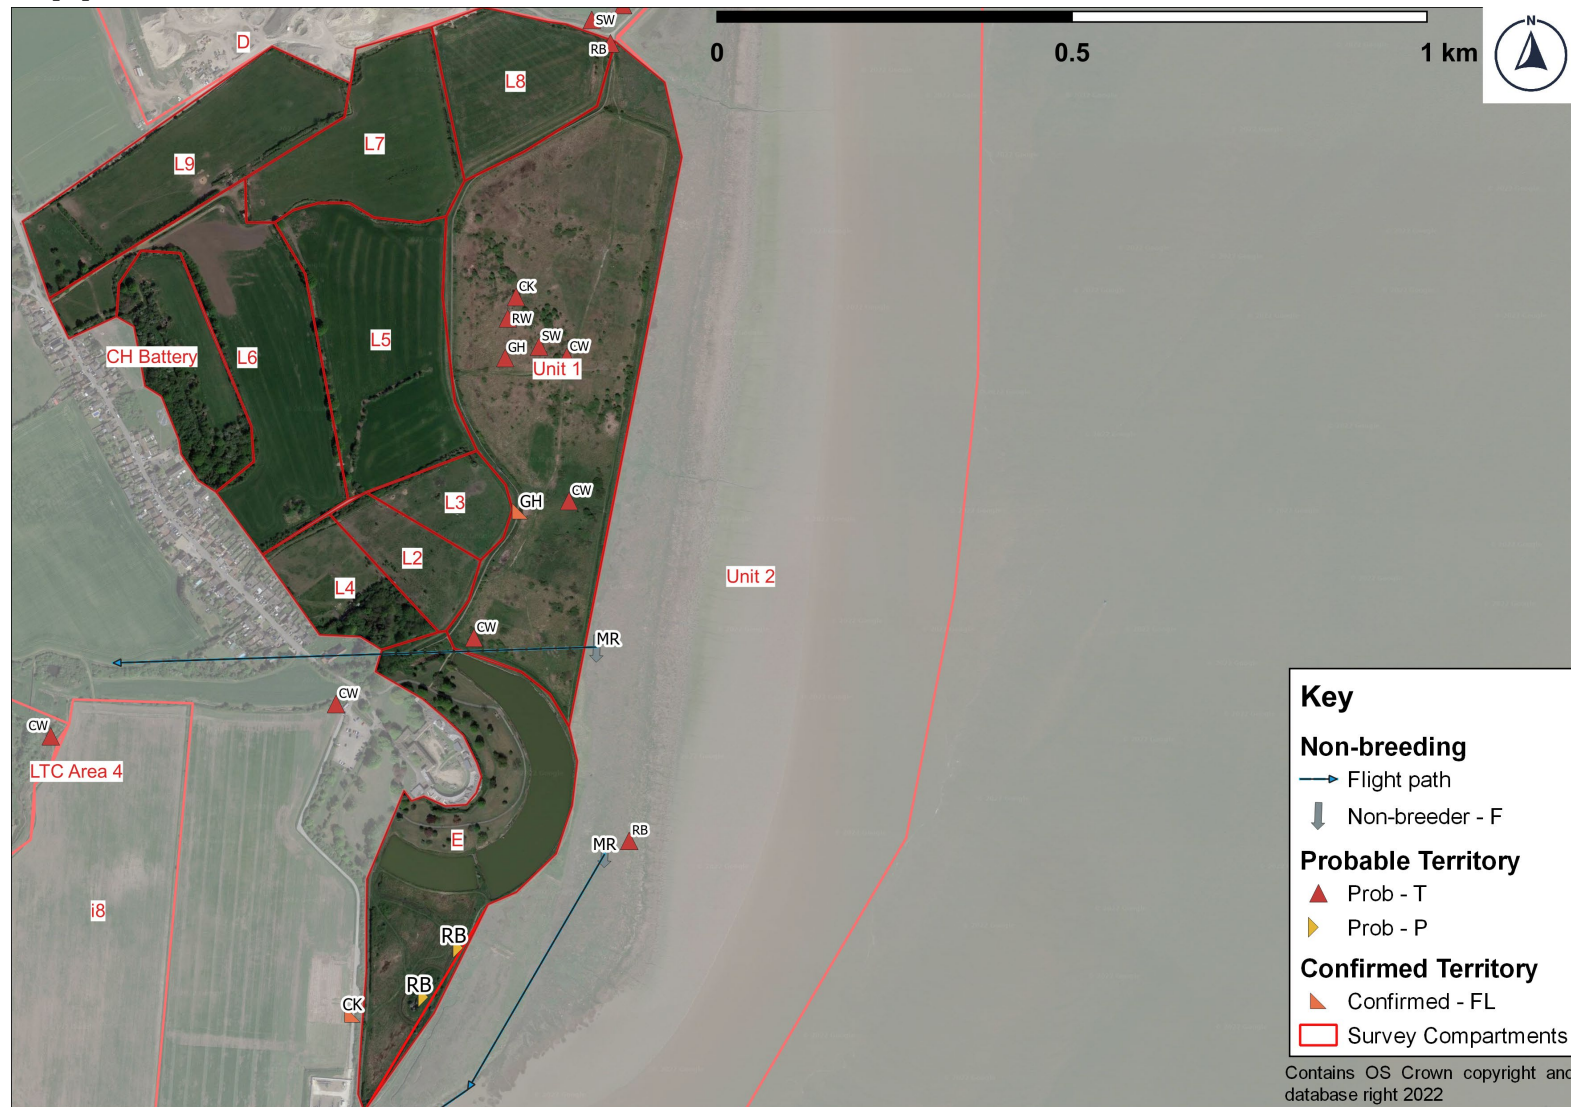 SW
N
D
RB
0
0.5
1 km
L8
L7
L9
CK
RW
SW
L5
GH
CW
CH Battery
L6
Unit 1
CW
L3
GH
L2
Unit 2
L4
CW
MR
CW
CW
LTC Area 4
RB
E
MR
i8
RB
RB
CK
Key
Non-breeding
Flight path
Non-breeder - F
Probable Territory
Prob - T
Prob - P
Confirmed Territory
Confirmed - FL
Survey Compartments
Contains OS Crown copyright and
database right 2022